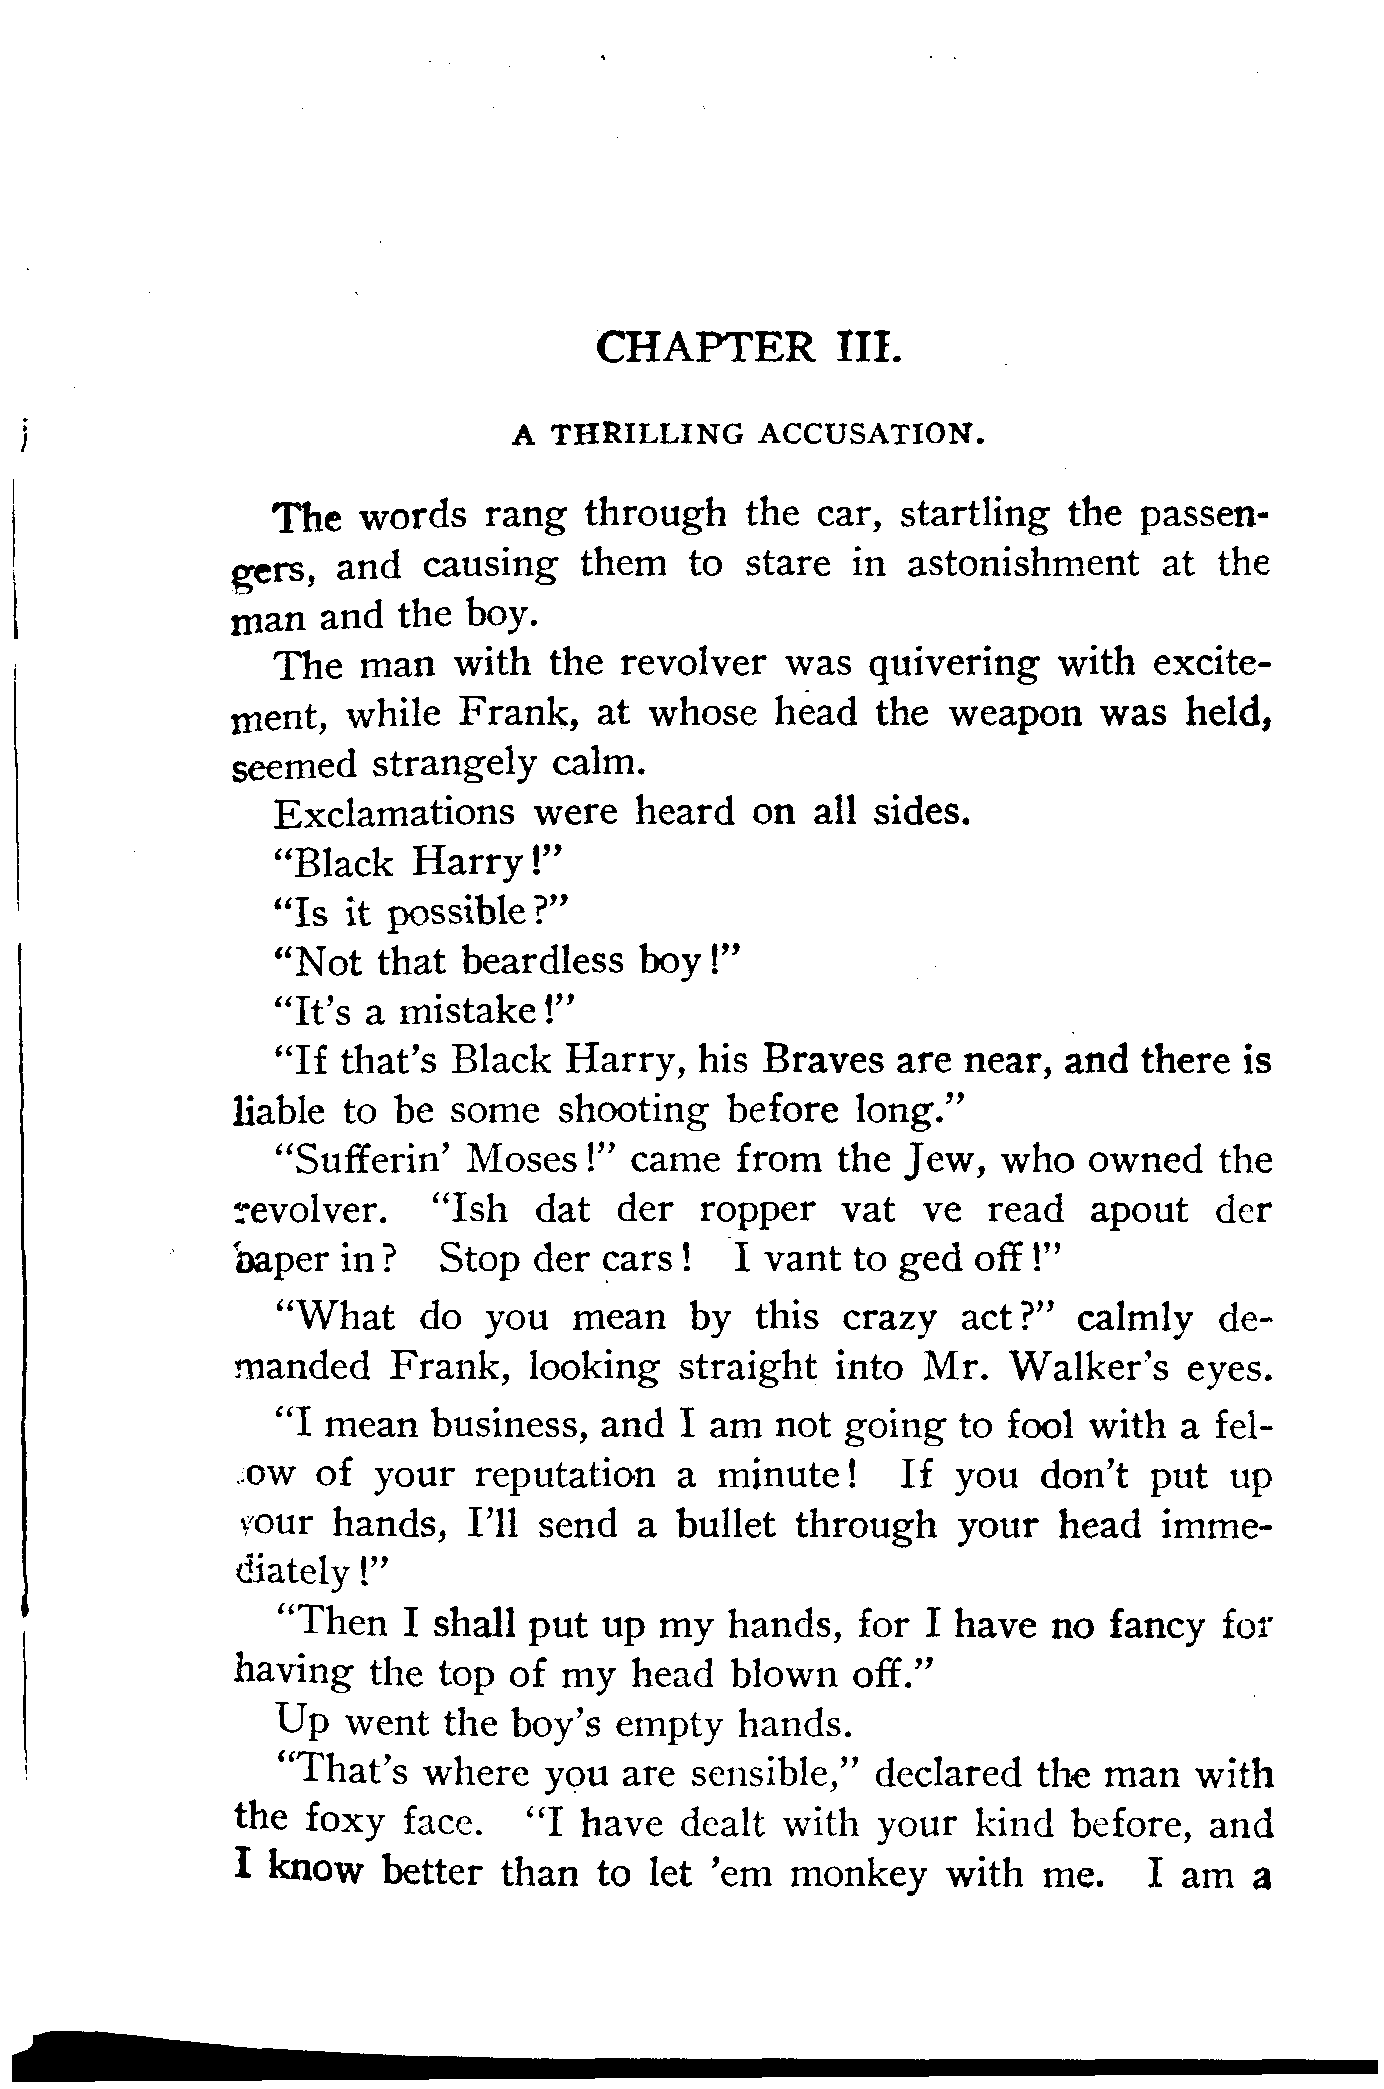 CHAPTER III.
A THRILLING ACCUSATION.
The words rang through the car, startling the passen-
gers, and causing them to stare in astonishment at the
man and the boy.
The man with the revolver was quivering with excite-
ment, while Frank, at whose head the weapon was held,
seemed strangely calm.
Exclamations were heard on all sides.
"Black Harry!"
"Is it possible?"
"Not that beardless boy!"
"It's a mistake!"
"If that's Black Harry, his Braves are near, and there is
liable to be some shooting before long."
"Sufferin' Moses!" came from the Jew, who owned the
revolver. "Ish dat der ropper vat ve read apout der
baper in? Stop der cars! I vant to ged off!"
"What do you mean by this crazy act?" calmly de-
manded Frank, looking straight into Mr. Walker's eyes.
"I mean business, and I am not going to fool with a fel-
low of your reputation a minute! If you don't put up
your hands, I'll send a bullet through your head imme-
diately!"
"Then I shall put up my hands, for I have no fancy for
having the top of my head blown off."
Up went the boy's empty hands.
"That's where you are sensible," declared the man with
the foxy face. "I have dealt with your kind before, and
I know better than to let 'em monkey with me. I am a